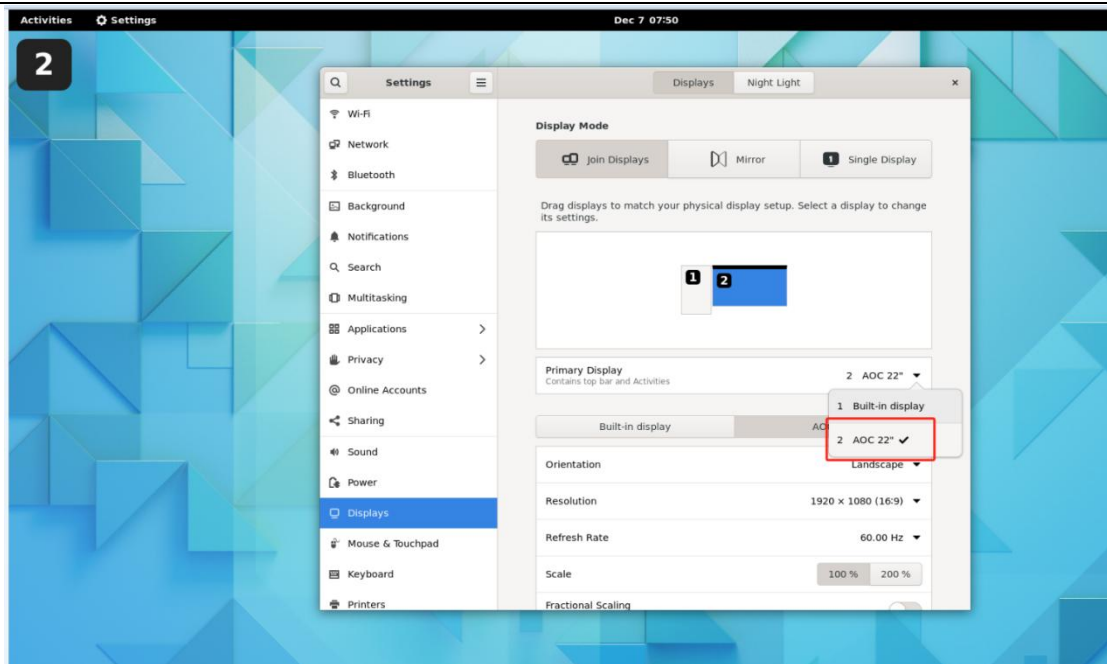 Activities Settings Dec 7 07:50
2
Settings Displays Night Light ×
Wi-Fi
Network
Bluetooth
Background
Notifications
Search
Multitasking
Applications
Privacy
Online Accounts
Sharing
Sound
Power
Displays
Mouse & Touchpad
Keyboard
Printers
Display Mode
Join Displays Mirror 1 Single Display
Drag displays to match your physical display setup. Select a display to change
its settings.
1 2
Primary Display 2 AOC 22"
Contains top bar and Activities
1 Built-in display
2 AOC 22" ✔
Built-in display
Orientation Landscape
Resolution 1920 × 1080 (16:9)
Refresh Rate 60.00 Hz
Scale 100 % 200 %
Fractional Scaling